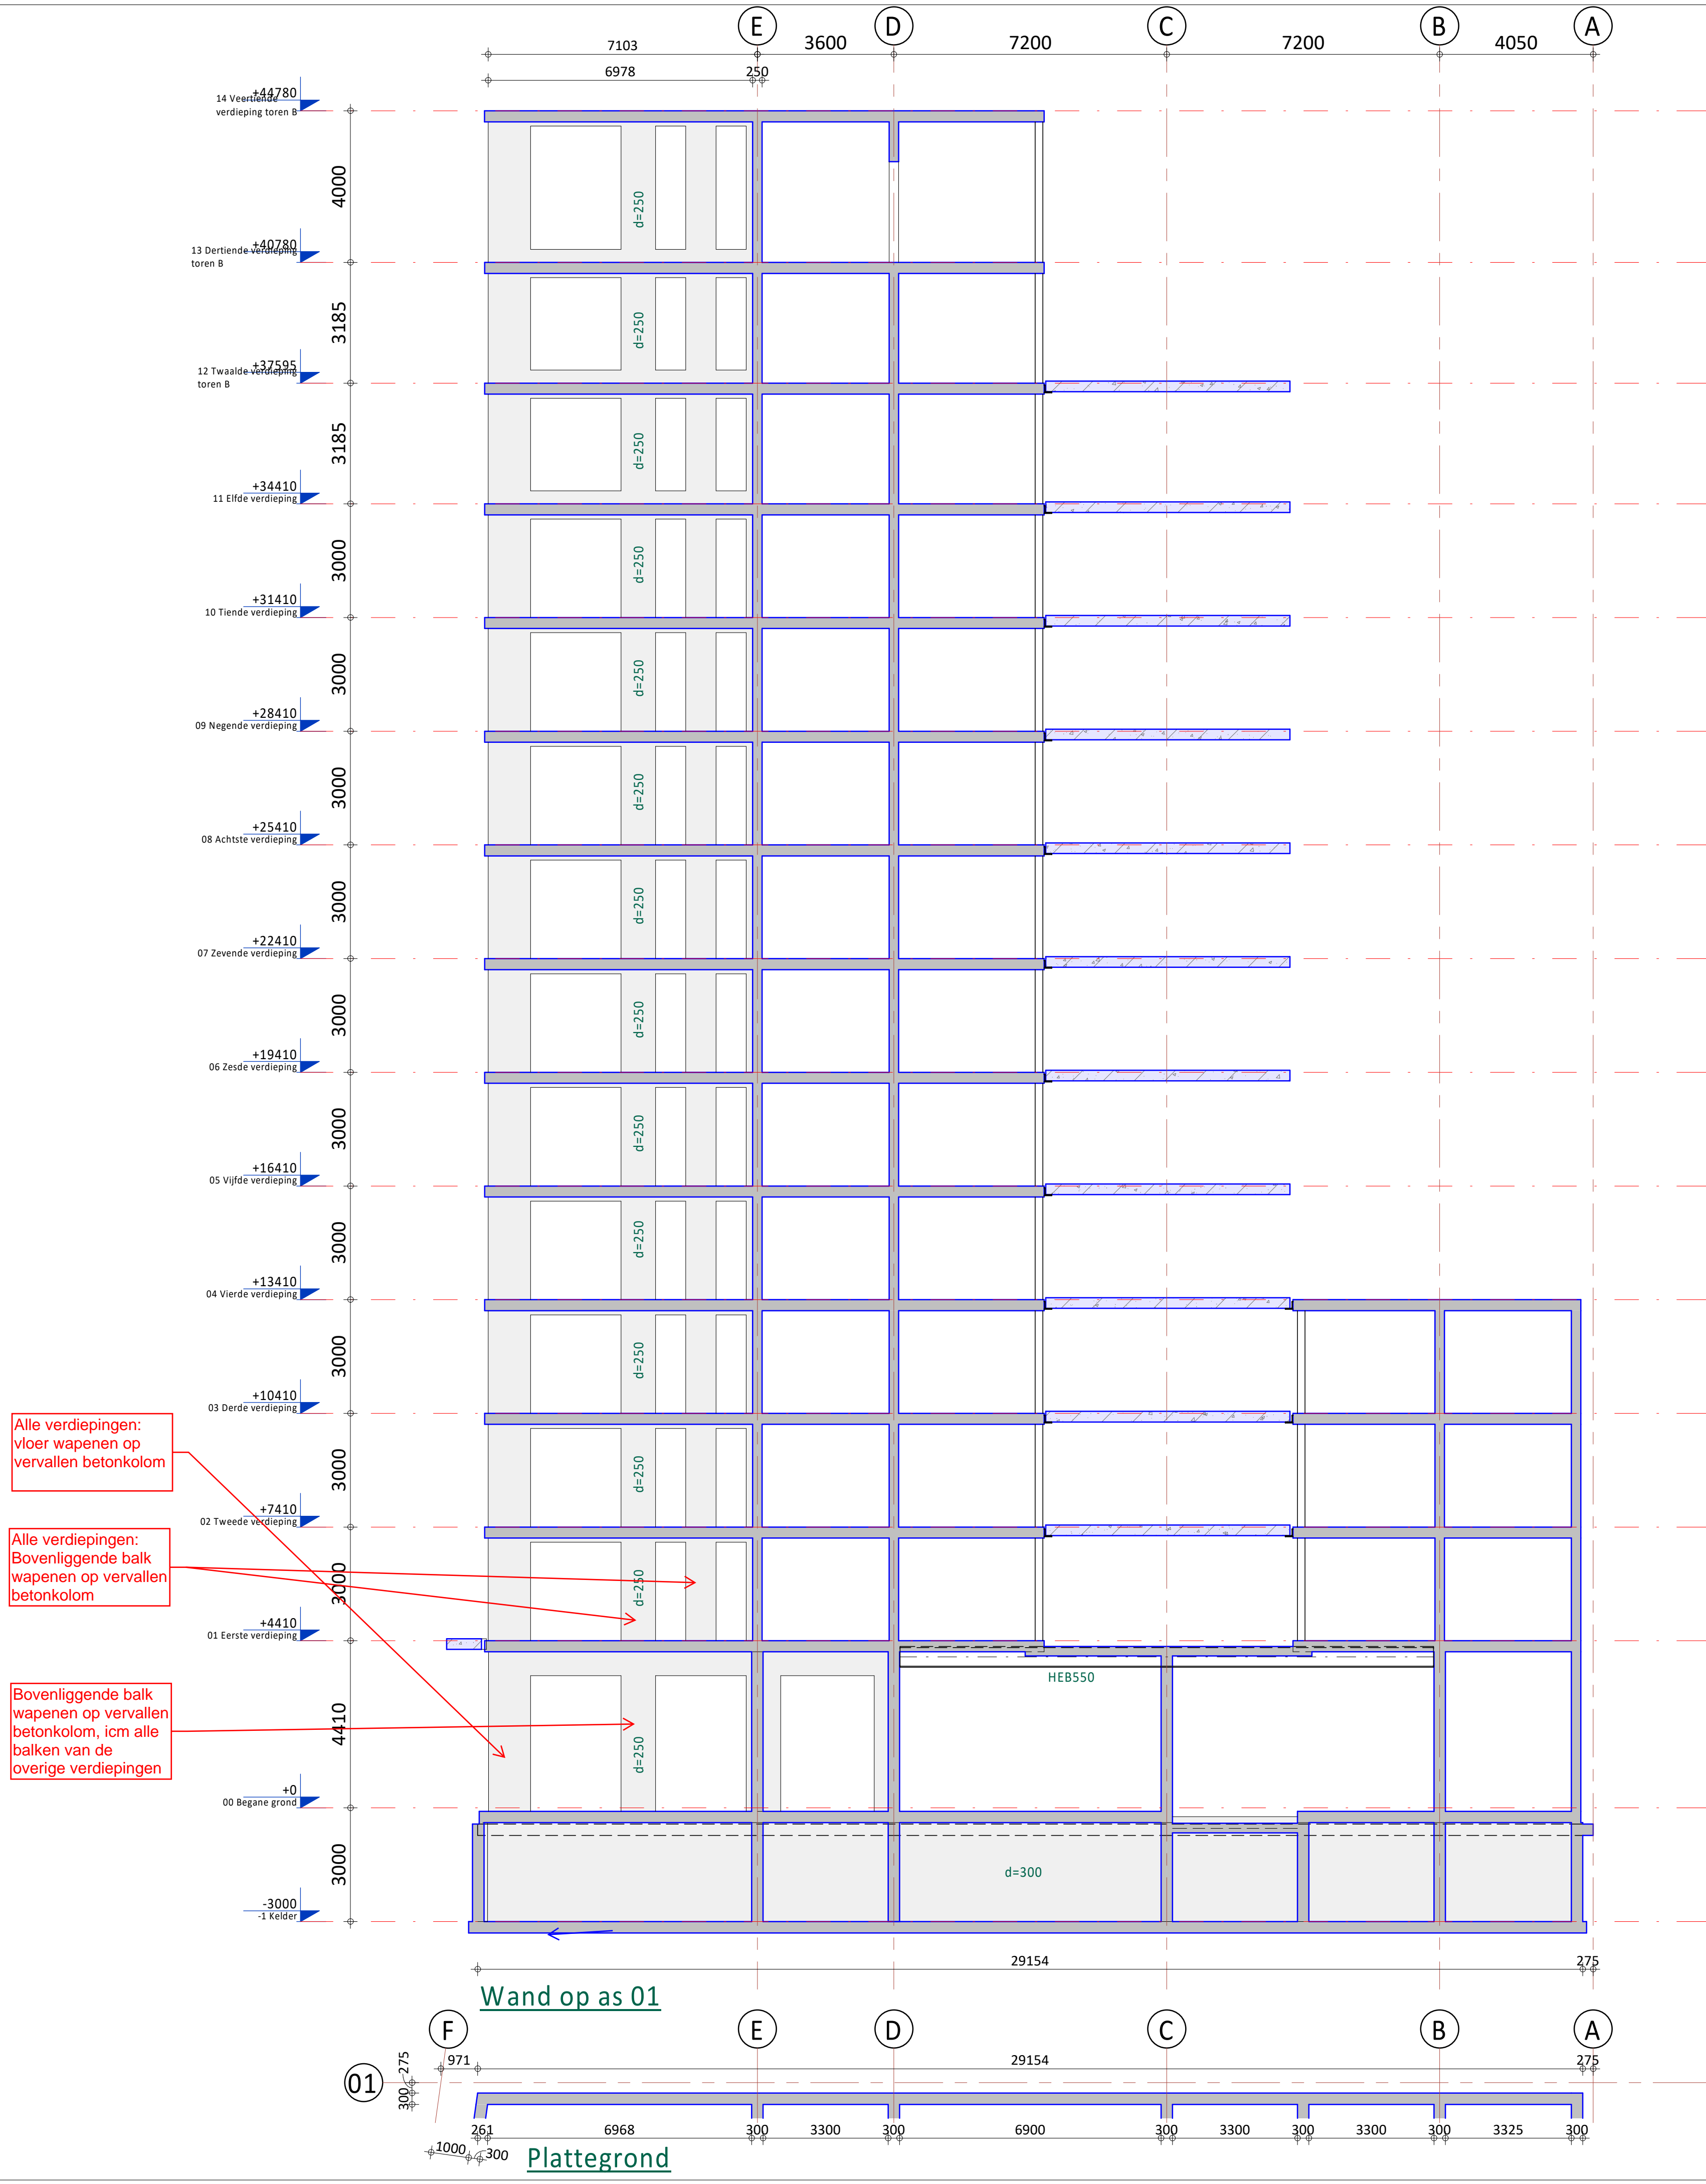 E
D
C
B
A
7103
3600
7200
7200
4050
6978
250
+44780
14 Veertiende
verdieping toren B
4000
d=250
+40780
13 Dertiende verdieping
toren B
3185
d=250
+37595
12 Twaalde verdieping
toren B
3185
d=250
+34410
11 Elfde verdieping
3000
d=250
+31410
10 Tiende verdieping
3000
d=250
+28410
09 Negende verdieping
3000
d=250
+25410
08 Achtste verdieping
3000
d=250
+22410
07 Zevende verdieping
3000
d=250
+19410
06 Zesde verdieping
3000
d=250
+16410
05 Vijfde verdieping
3000
d=250
+13410
04 Vierde verdieping
3000
d=250
+10410
03 Derde verdieping
Alle verdiepingen:
vloer wapenen op
vervallen betonkolom
3000
d=250
+7410
02 Tweede verdieping
Alle verdiepingen:
Bovenliggende balk
wapenen op vervallen
betonkolom
3000
d=250
+4410
01 Eerste verdieping
HEB550
Bovenliggende balk
wapenen op vervallen
betonkolom, icm alle
balken van de
overige verdiepingen
4410
d=250
+0
00 Begane grond
3000
d=300
-3000
-1 Kelder
29154
275
Wand op as 01
F
E
D
C
B
A
971
29154
275
275
300
01
261
6968
300
3300
300
6900
300
3300
300
3300
300
3325
300
1000
300
Plattegrond